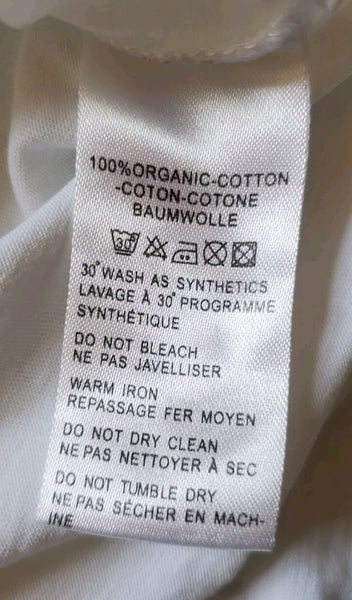 100%ORGANIC-COTTON
-COTON-COTONE
BAUMWOLLE
30°
30°WASH AS SYNTHETICS
LAVAGE À 30° PROGRAMME
SYNTHÉTIQUE
DO NOT BLEACH
NE PAS JAVELLISER
WARM IRON
REPASSAGE FER MOYEN
DO NOT DRY CLEAN
NE PAS NETTOYER À SEC
DO NOT TUMBLE DRY
NE PAS SÉCHER EN MACH-
INE